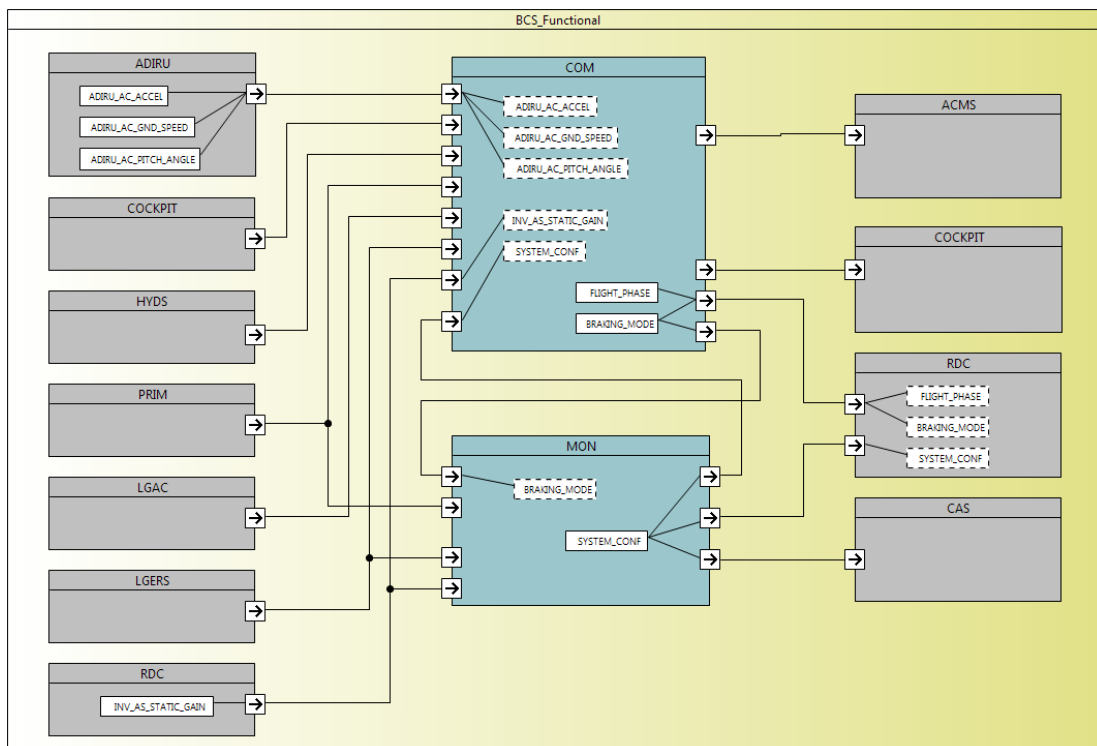 BCS_Functional
ADIRU
ADIRU_AC_ACCEL
ADIRU_AC_GND_SPEED
ADIRU_AC_PITCH_ANGLE
COCKPIT
HYDS
PRIM
LGAC
LGERS
RDC
INV_AS_STATIC_GAIN
COM
ADIRU_AC_ACCEL
ADIRU_AC_GND_SPEED
ADIRU_AC_PITCH_ANGLE
INV_AS_STATIC_GAIN
SYSTEM_CONF
FLIGHT_PHASE
BRAKING_MODE
MON
BRAKING_MODE
SYSTEM_CONF
ACMS
COCKPIT
RDC
FLIGHT_PHASE
BRAKING_MODE
SYSTEM_CONF
CAS